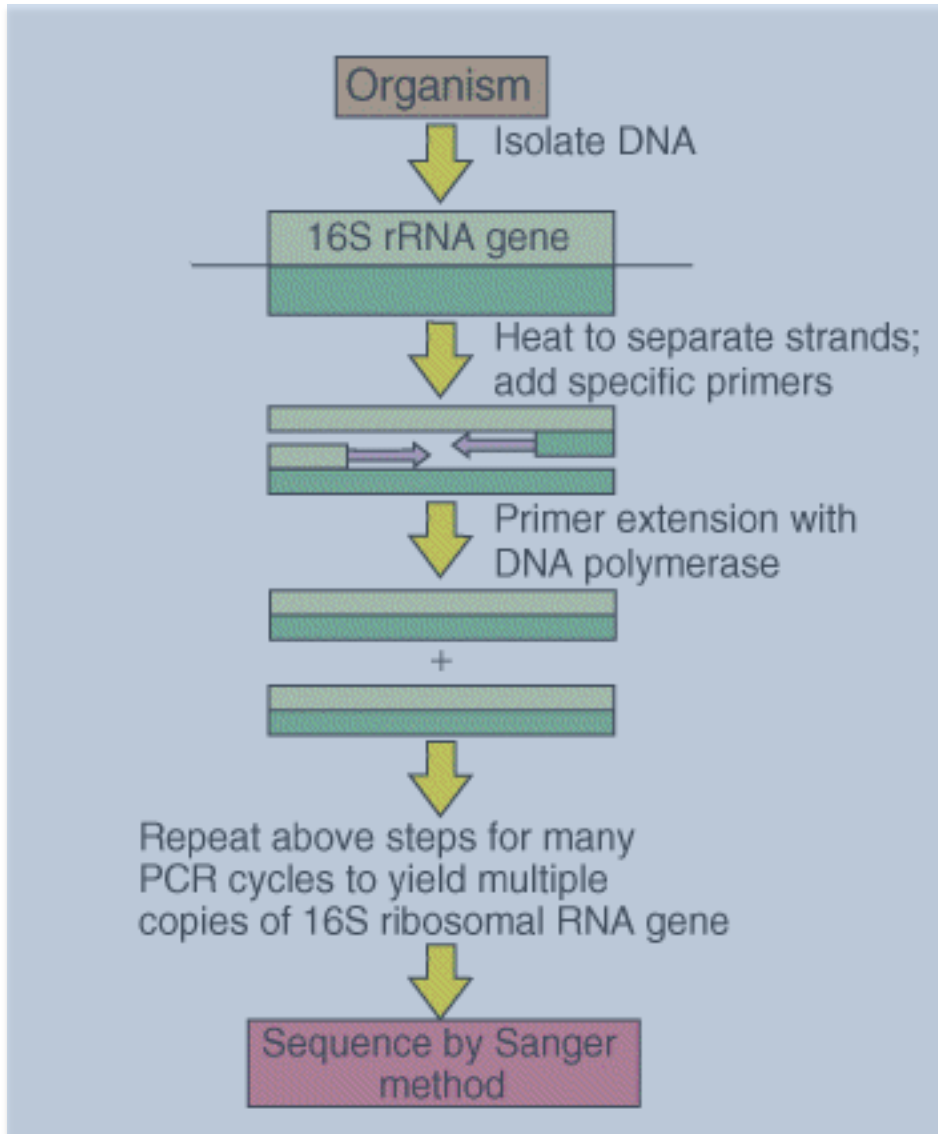 Organism
Isolate DNA
16S rRNA gene
Heat to separate strands;
add specific primers
Primer extension with
DNA polymerase
+
Repeat above steps for many
PCR cycles to yield multiple
copies of 16S ribosomal RNA gene
Sequence by Sanger
method